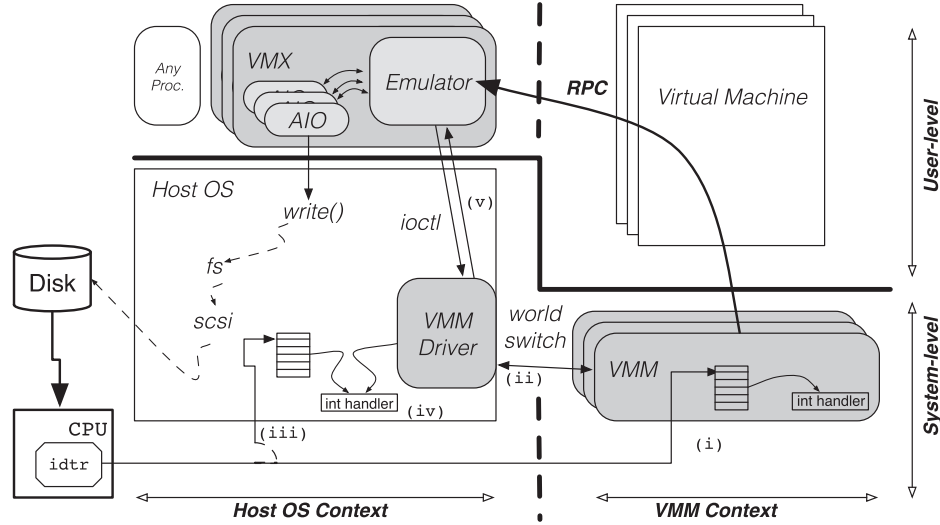 Any
Proc.
VMX
AIO
Emulator
RPC
Virtual Machine
User-level
Host OS
write()
ioctl
(v)
fs
Disk
scsi
VMM
Driver
world
switch
(ii)
VMM
int handler
(iv)
int handler
System-level
CPU
(iii)
(i)
idtr
Host OS Context
VMM Context